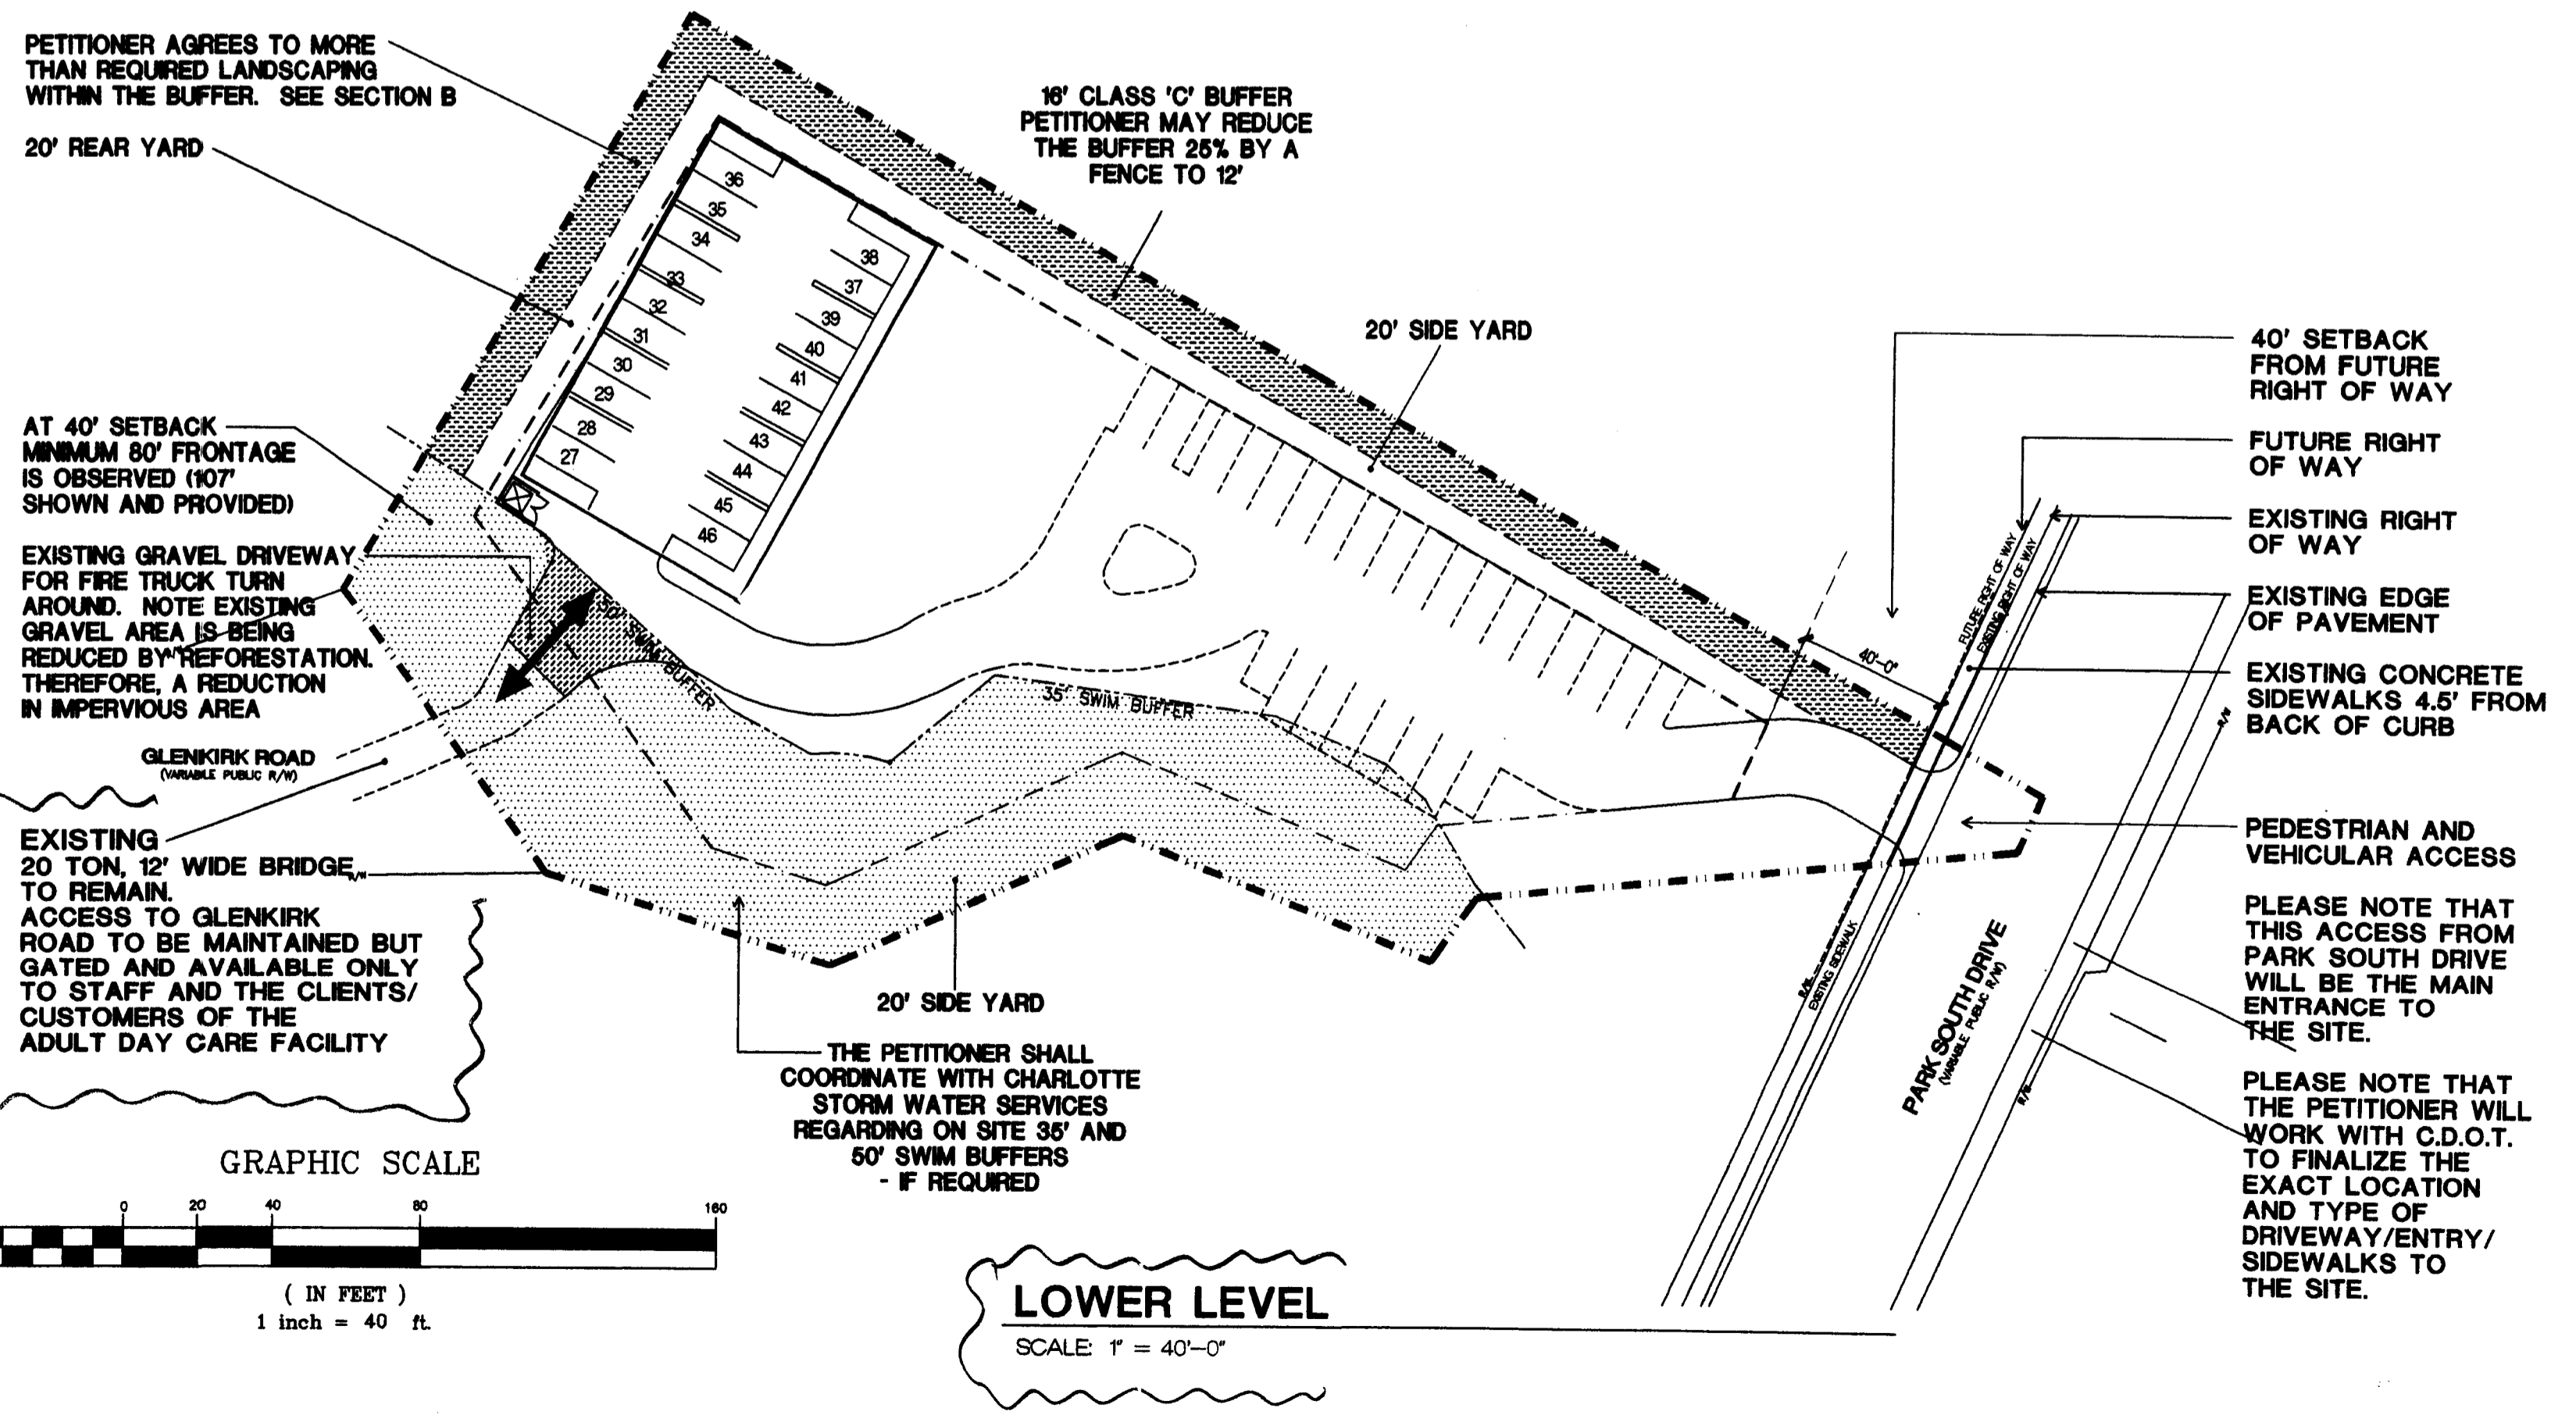 PETITIONER AGREES TO MORE
THAN REQUIRED LANDSCAPING
WITHIN THE BUFFER. SEE SECTION B
20' REAR YARD
AT 40' SETBACK
MINIMUM 80' FRONTAGE
IS OBSERVED (107'
SHOWN AND PROVIDED)
EXISTING GRAVEL DRIVEWAY
FOR FIRE TRUCK TURN
AROUND. NOTE EXISTING
GRAVEL AREA IS BEING
REDUCED BY REFORESTATION.
THEREFORE, A REDUCTION
IN IMPERVIOUS AREA
GLENKIRK ROAD
(VARIABLE PUBLIC R/W)
EXISTING
20 TON, 12' WIDE BRIDGE
TO REMAIN.
ACCESS TO GLENKIRK
ROAD TO BE MAINTAINED BUT
GATED AND AVAILABLE ONLY
TO STAFF AND THE CLIENTS/
CUSTOMERS OF THE
ADULT DAY CARE FACILITY
R/W
GRAPHIC SCALE
0 20 40 80 160
( IN FEET )
1 inch = 40 ft.
16' CLASS 'C' BUFFER
PETITIONER MAY REDUCE
THE BUFFER 25% BY A
FENCE TO 12'
36
35
34
33
32
31
30
29
28
27
38
37
39
40
41
42
43
44
45
46
50' SWIM BUFFER
35' SWIM BUFFER
20' SIDE YARD
40'-0"
20' SIDE YARD
THE PETITIONER SHALL
COORDINATE WITH CHARLOTTE
STORM WATER SERVICES
REGARDING ON SITE 35' AND
50' SWIM BUFFERS
- IF REQUIRED
LOWER LEVEL
SCALE: 1" = 40'-0"
FUTURE RIGHT OF WAY
EXISTING RIGHT OF WAY
R/W
EXISTING SIDEWALK
PARK SOUTH DRIVE
(VARIABLE PUBLIC R/W)
R/W
R/W
40' SETBACK
FROM FUTURE
RIGHT OF WAY
FUTURE RIGHT
OF WAY
EXISTING RIGHT
OF WAY
EXISTING EDGE
OF PAVEMENT
EXISTING CONCRETE
SIDEWALKS 4.5' FROM
BACK OF CURB
PEDESTRIAN AND
VEHICULAR ACCESS
PLEASE NOTE THAT
THIS ACCESS FROM
PARK SOUTH DRIVE
WILL BE THE MAIN
ENTRANCE TO
THE SITE.
PLEASE NOTE THAT
THE PETITIONER WILL
WORK WITH C.D.O.T.
TO FINALIZE THE
EXACT LOCATION
AND TYPE OF
DRIVEWAY/ENTRY/
SIDEWALKS TO
THE SITE.